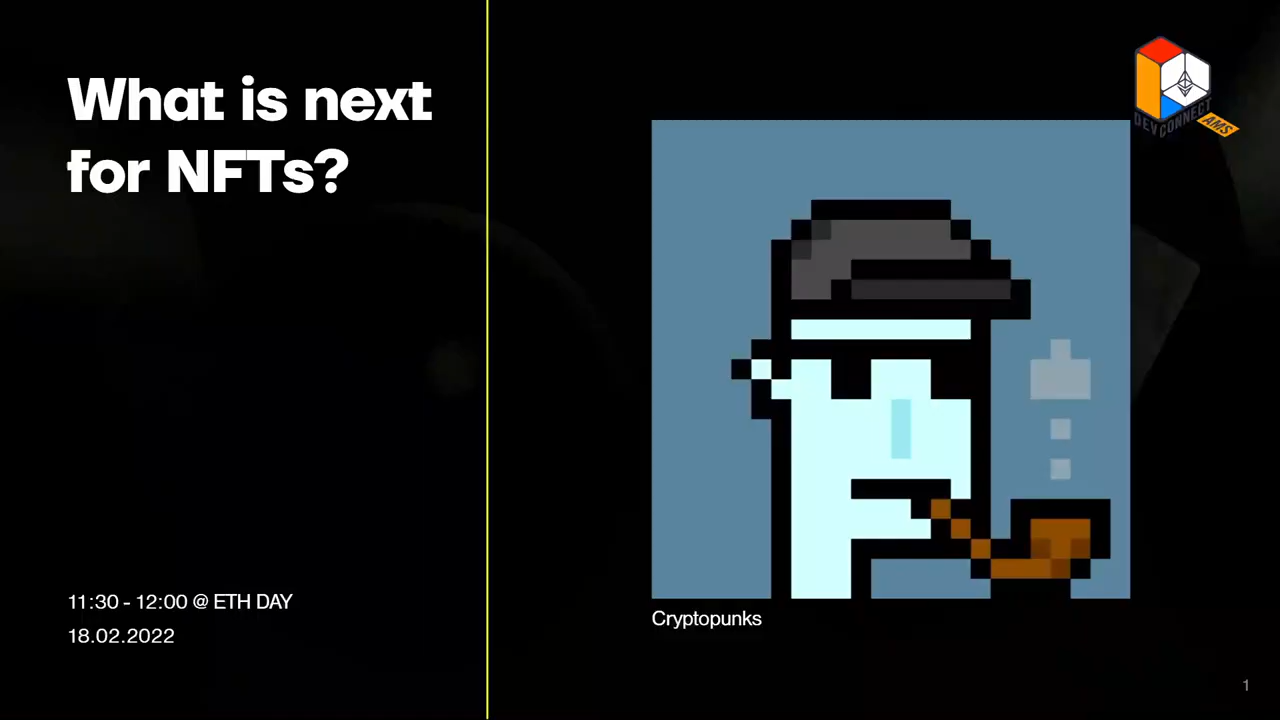 What is next
for NFTs?
11:30 - 12:00 @ ETH DAY
18.02.2022
DEVCONNECT
AMS
Cryptopunks
1